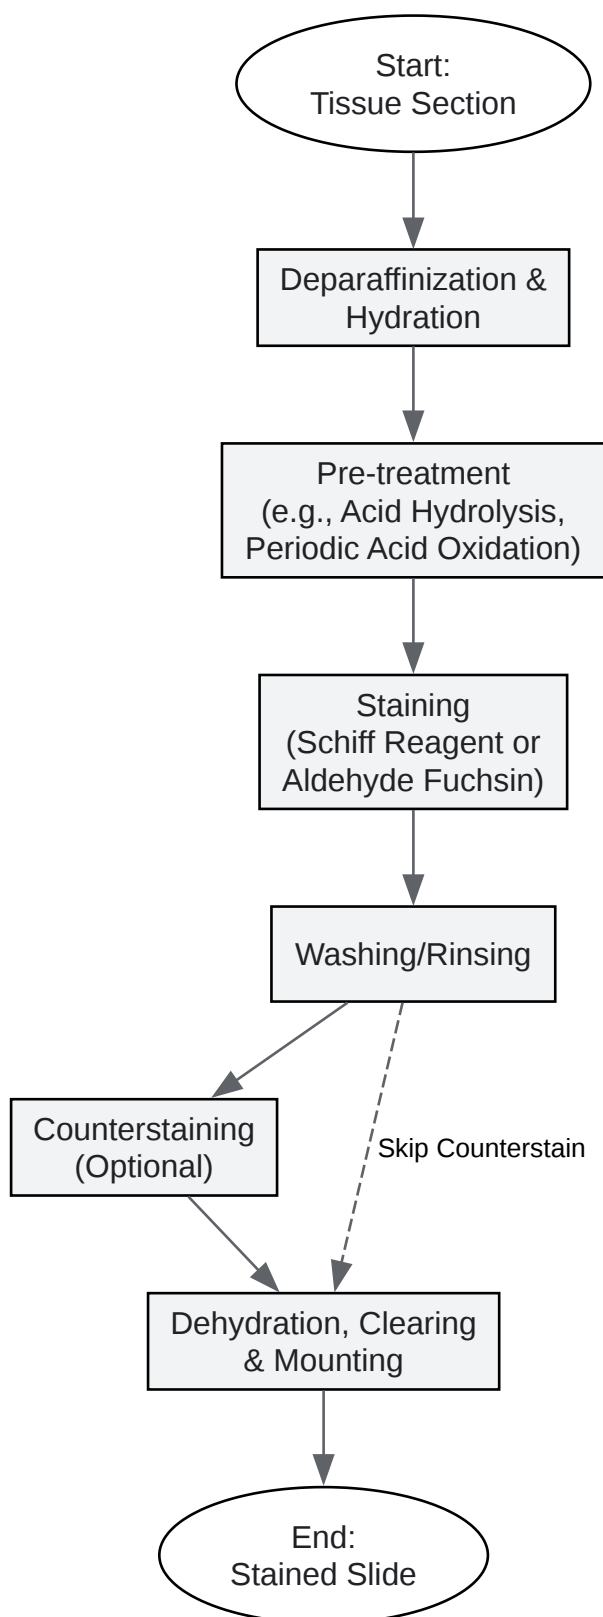 Start:
Tissue Section
Deparaffinization &
Hydration
Pre-treatment
(e.g., Acid Hydrolysis,
Periodic Acid Oxidation)
Staining
(Schiff Reagent or
Aldehyde Fuchsin)
Washing/Rinsing
Counterstaining
(Optional)
Skip Counterstain
Dehydration, Clearing
& Mounting
End:
Stained Slide